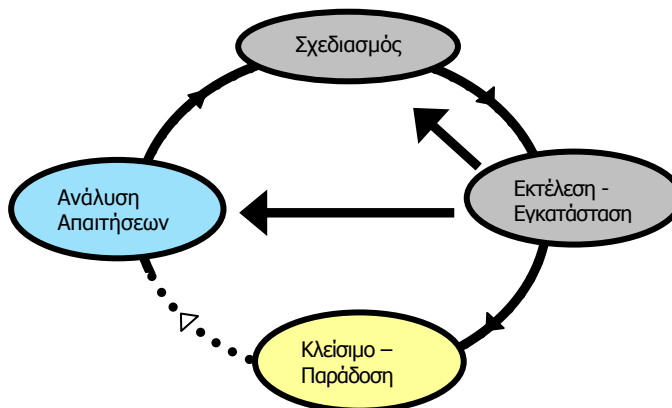 Σχεδιασμός
Ανάλυση
Απαιτήσεων
Εκτέλεση -
Εγκατάσταση
Κλείσιμο –
Παράδοση